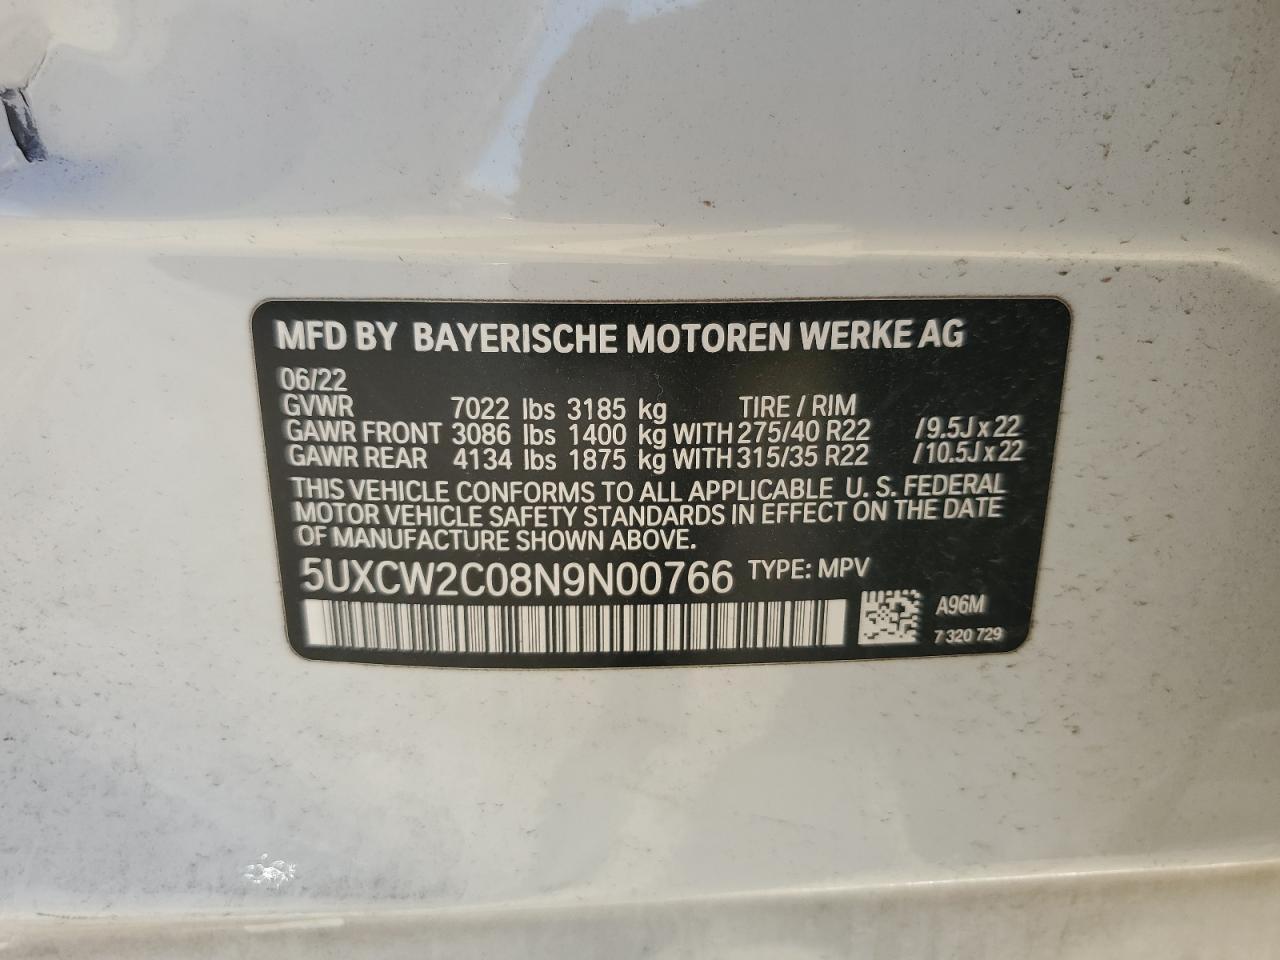 MFD BY BAYERISCHE MOTOREN WERKE AG
06/22
GVWR 7022 lbs 3185 kg TIRE / RIM
GAWR FRONT 3086 lbs 1400 kg WITH 275/40 R22 / 9.5J x 22
GAWR REAR 4134 lbs 1875 kg WITH 315/35 R22 / 10.5J x 22
THIS VEHICLE CONFORMS TO ALL APPLICABLE U. S. FEDERAL
MOTOR VEHICLE SAFETY STANDARDS IN EFFECT ON THE DATE
OF MANUFACTURE SHOWN ABOVE.
5UXCW2C08N9N00766 TYPE: MPV
A96M
7 320 729